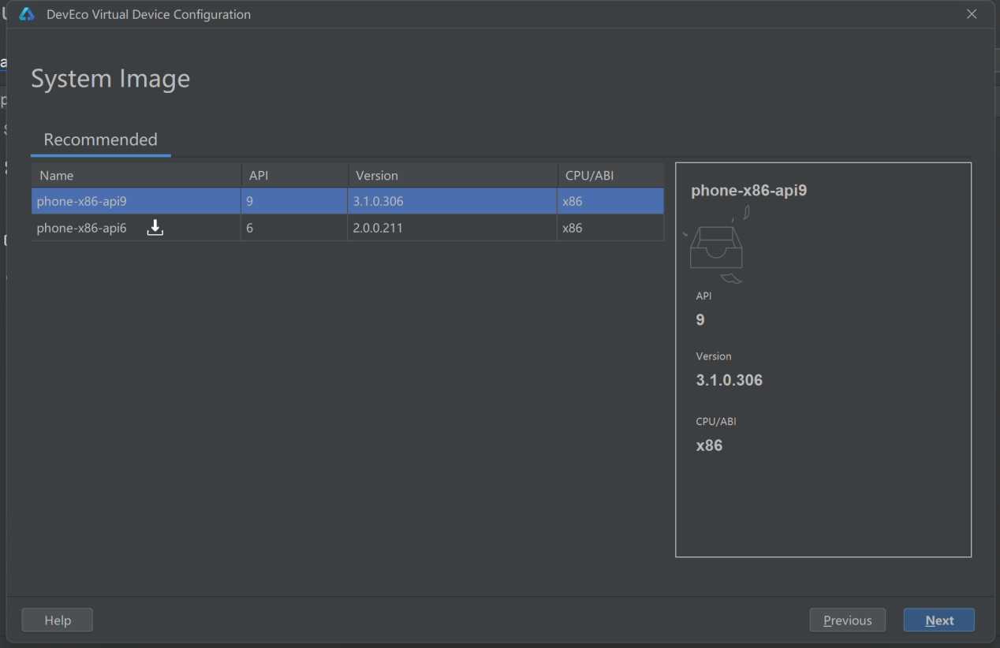 DevEco Virtual Device Configuration
System Image
Recommended
Name API Version CPU/ABI
phone-x86-api9 9 3.1.0.306 x86
phone-x86-api6 6 2.0.0.211 x86
phone-x86-api9
API
9
Version
3.1.0.306
CPU/ABI
x86
Help Previous Next